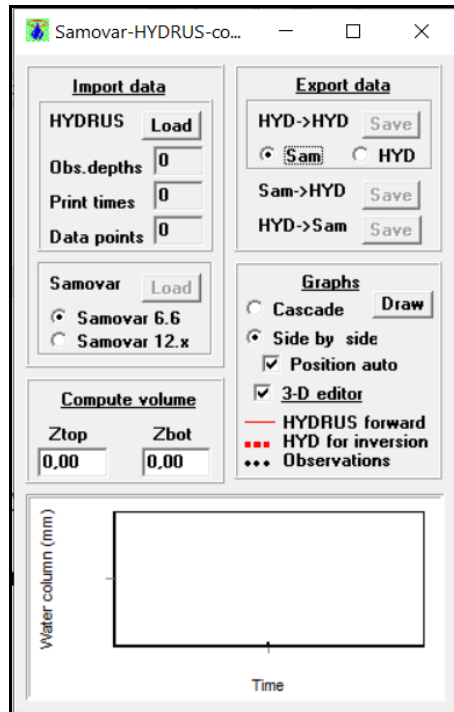 Samovar-HYDRUS-co...
Import data
HYDRUS Load
Obs.depths 0
Print times 0
Data points 0
Samovar Load
Samovar 6.6
Samovar 12.x
Compute volume
Ztop Zbot
0,00 0,00
Export data
HYD->HYD Save
Sam HYD
Sam->HYD Save
HYD->Sam Save
Graphs
Cascade Draw
Side by side
Position auto
3-D editor
HYDRUS forward
HYD for inversion
Observations
Water column (mm)
Time